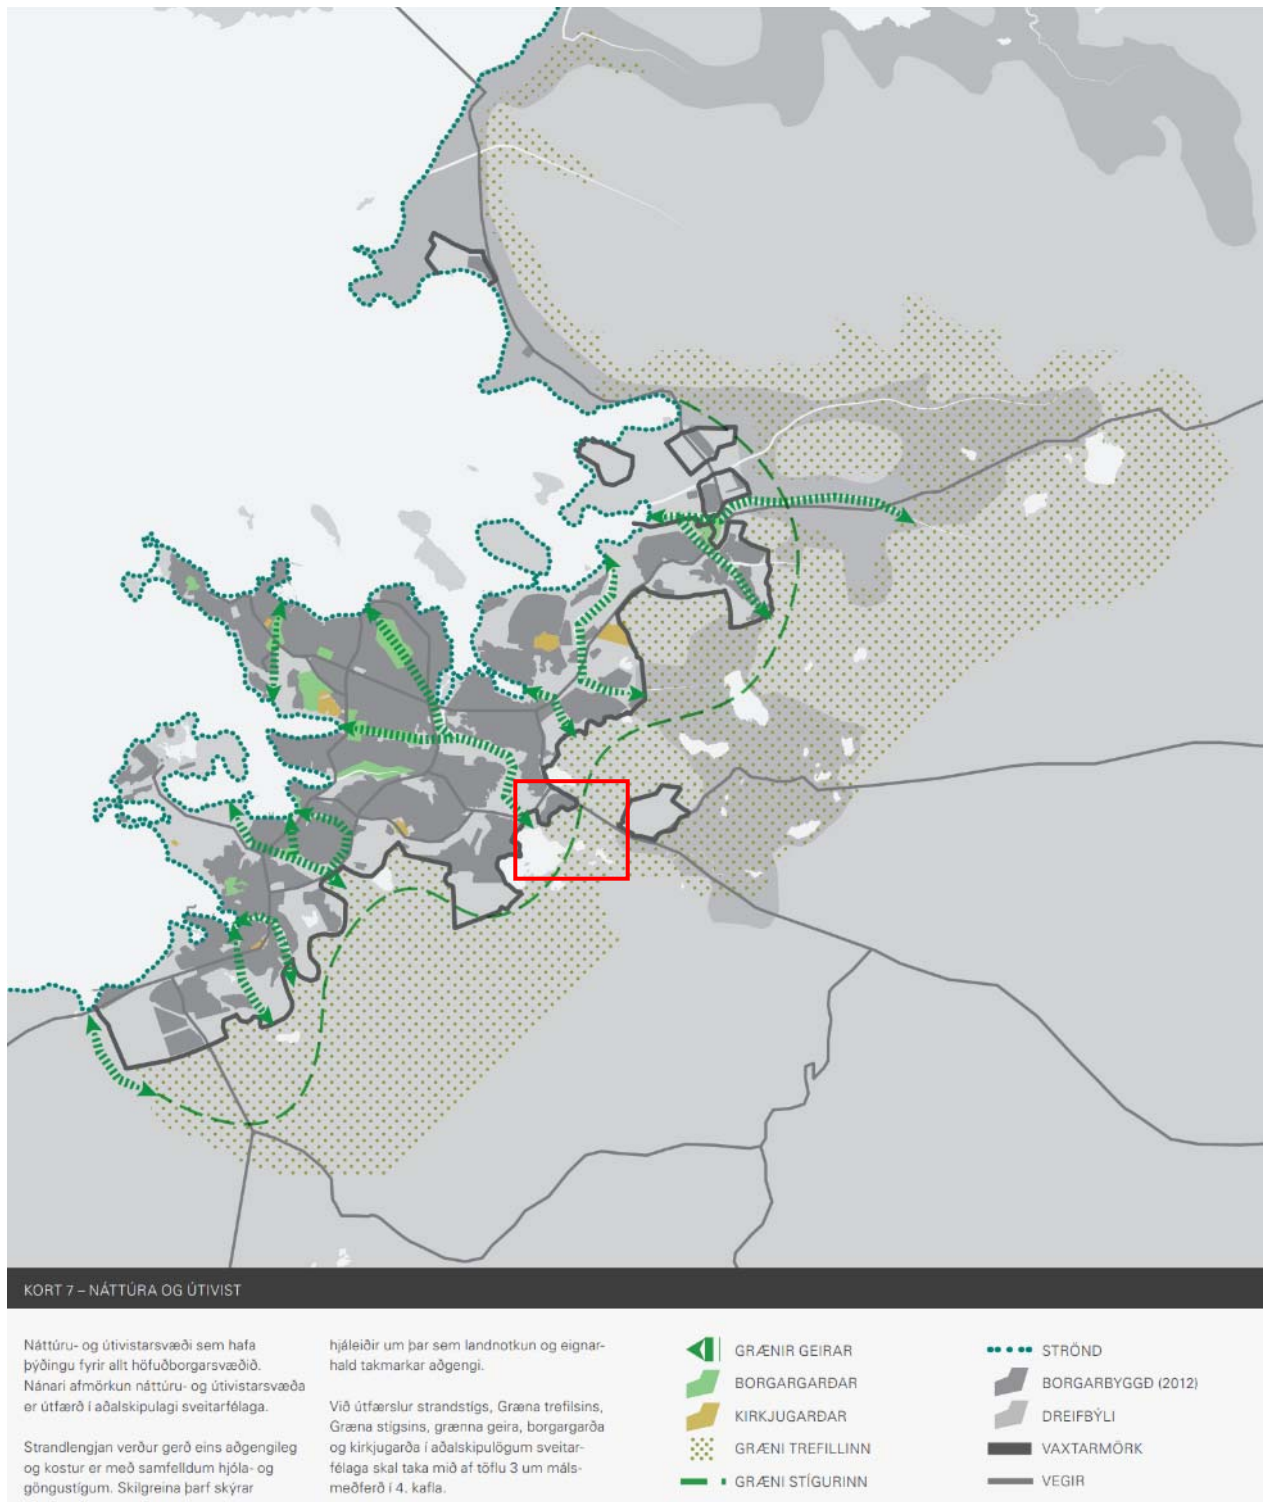 KORT 7 – NÁTTÚRA OG ÚTIVIST
Náttúru- og útivistarsvæði sem hafa
þýðingu fyrir allt höfuðborgarsvæðið.
Nánari afmörkun náttúru- og útivistarsvæða
er útfærð í aðalskipulagi sveitarfélaga.
Strandlengjan verður gerð eins aðgengileg
og kostur er með samfelldum hjóla- og
göngustígum. Skilgreina þarf skýrar
hjáleiðir um þar sem landnotkun og eignar-
hald takmarkar aðgengi.
Við útfærslur strandstígs, Græna trefilsins,
Græna stígsins, grænna geira, borgargarða
og kirkjugarða í aðalskipulögum sveitar-
félaga skal taka mið af töflu 3 um máls-
meðferð í 4. kafla.
GRÆNIR GEIRAR
BORGARGARÐAR
KIRKJUGARÐAR
GRÆNI TREFILLINN
GRÆNI STÍGURINN
STRÖND
BORGARBYGGÐ (2012)
DREIFBÝLI
VAXTARMÖRK
VEGIR